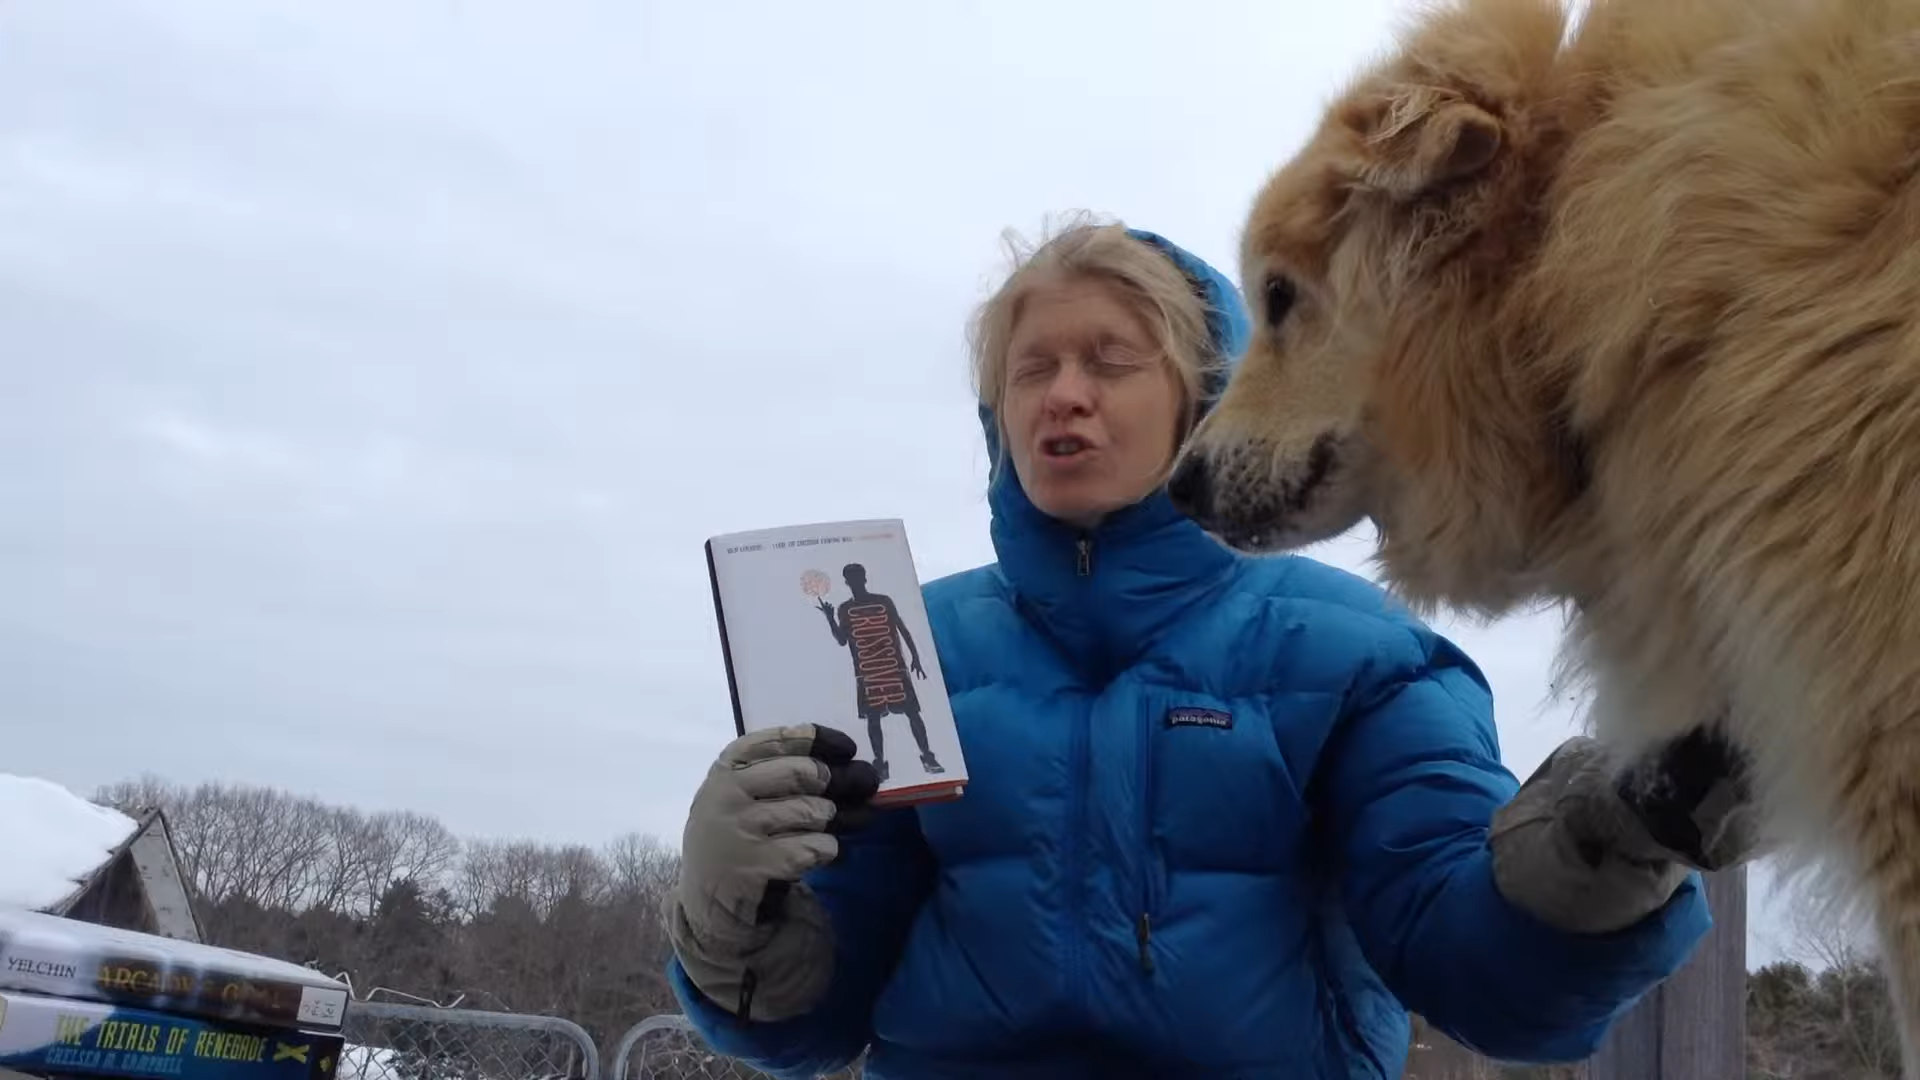 CROSSOVER
patagonia
YELCHIN ARCADY'S GOAL
THE TRIALS OF RENEGADE X
CHELSEA M. CAMPBELL